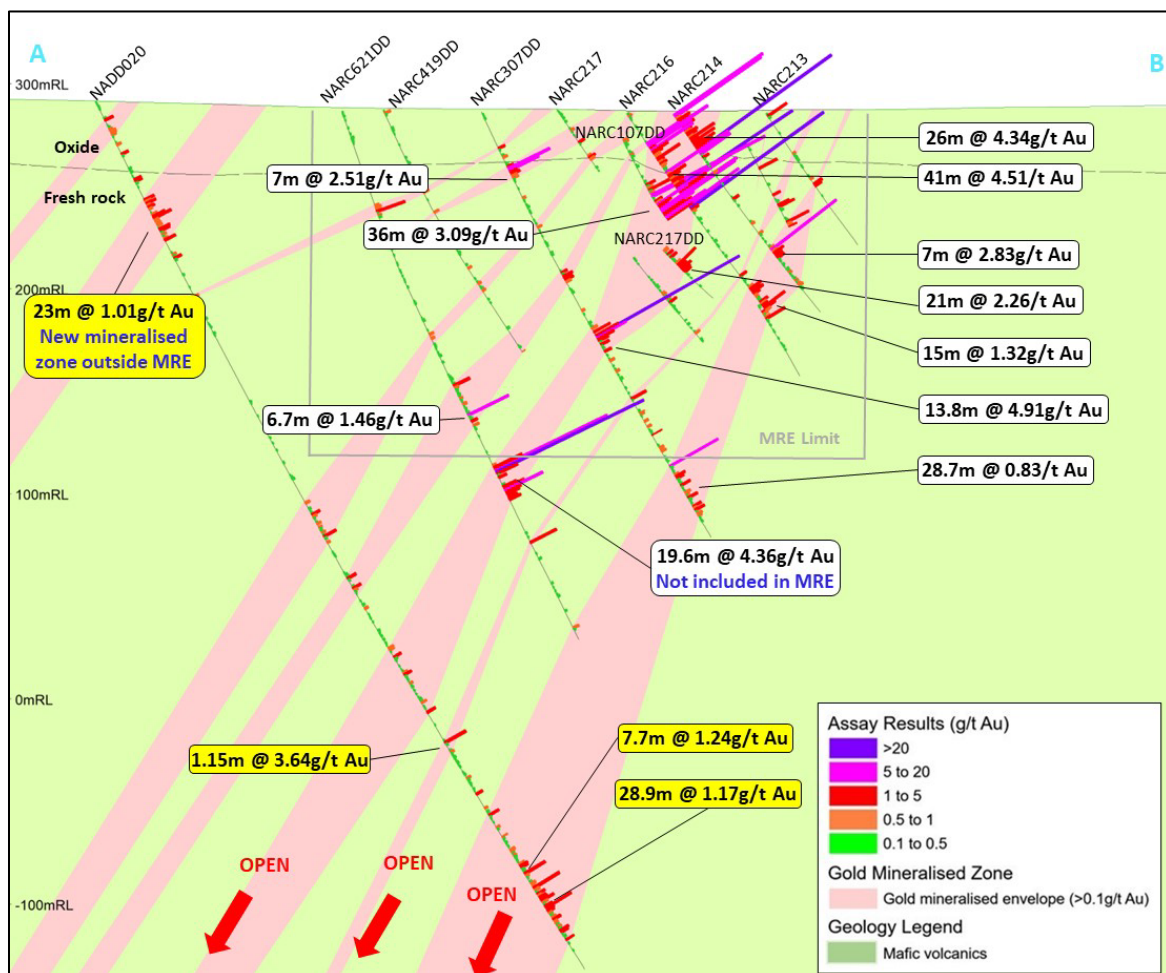 A
B
NADD020
NARC621DD
NARC419DD
NARC307DD
NARC217
NARC216
NARC214
NARC213
300mRL
Oxide
Fresh rock
NARC107DD
26m @ 4.34g/t Au
41m @ 4.51/t Au
7m @ 2.51g/t Au
36m @ 3.09g/t Au
NARC217DD
7m @ 2.83g/t Au
200mRL
21m @ 2.26/t Au
23m @ 1.01g/t Au
New mineralised
zone outside MRE
15m @ 1.32g/t Au
13.8m @ 4.91g/t Au
6.7m @ 1.46g/t Au
MRE Limit
28.7m @ 0.83/t Au
100mRL
19.6m @ 4.36g/t Au
Not included in MRE
0mRL
1.15m @ 3.64g/t Au
7.7m @ 1.24g/t Au
28.9m @ 1.17g/t Au
OPEN
OPEN
OPEN
-100mRL
Assay Results (g/t Au)
>20
5 to 20
1 to 5
0.5 to 1
0.1 to 0.5
Gold Mineralised Zone
Gold mineralised envelope (>0.1g/t Au)
Geology Legend
Mafic volcanics